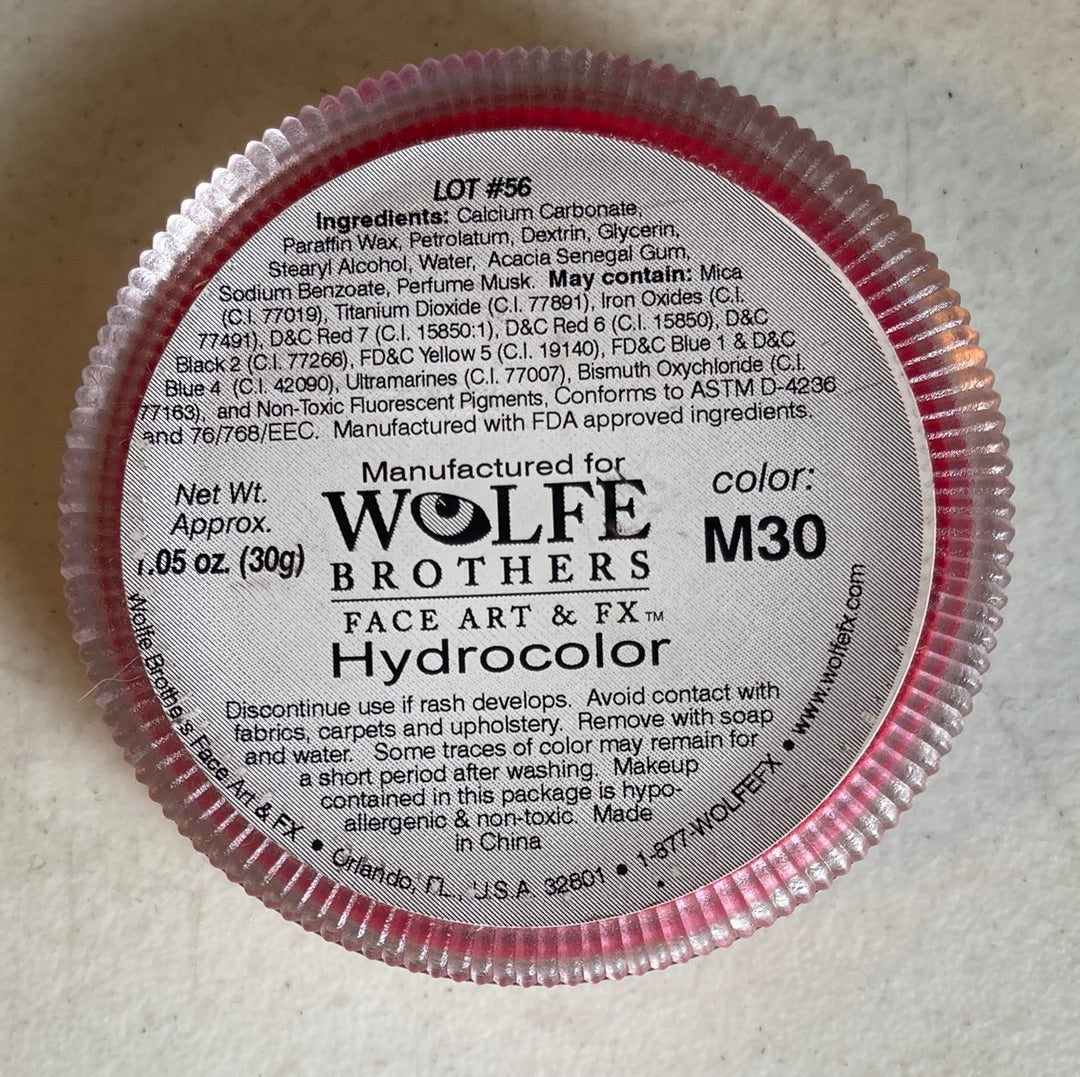 LOT #56
Ingredients: Calcium Carbonate,
Paraffin Wax, Petrolatum, Dextrin, Glycerin,
Stearyl Alcohol, Water, Acacia Senegal Gum,
Sodium Benzoate, Perfume Musk. May contain: Mica
(C.I. 77019), Titanium Dioxide (C.I. 77891), Iron Oxides (C.I.
77491), D&C Red 7 (C.I. 15850:1), D&C Red 6 (C.I. 15850), D&C
Black 2 (C.I. 77266), FD&C Yellow 5 (C.I. 19140), FD&C Blue 1 & D&C
Blue 4 (C.I. 42090), Ultramarines (C.I. 77007), Bismuth Oxychloride (C.I.
77163), and Non-Toxic Fluorescent Pigments, Conforms to ASTM D-4236
and 76/768/EEC. Manufactured with FDA approved ingredients.
Net Wt.
Approx.
1.05 oz. (30g)
Manufactured for
WOLFE
BROTHERS
FACE ART & FX™
Hydrocolor
color:
M30
Discontinue use if rash develops. Avoid contact with
fabrics, carpets and upholstery. Remove with soap
and water. Some traces of color may remain for
a short period after washing. Makeup
contained in this package is hypo-
allergenic & non-toxic. Made
in China
Wolfe Brothers Face Art & FX • Orlando, FL., U.S.A 32801 • 1-877-WOLFEFX • www.wolfefx.com